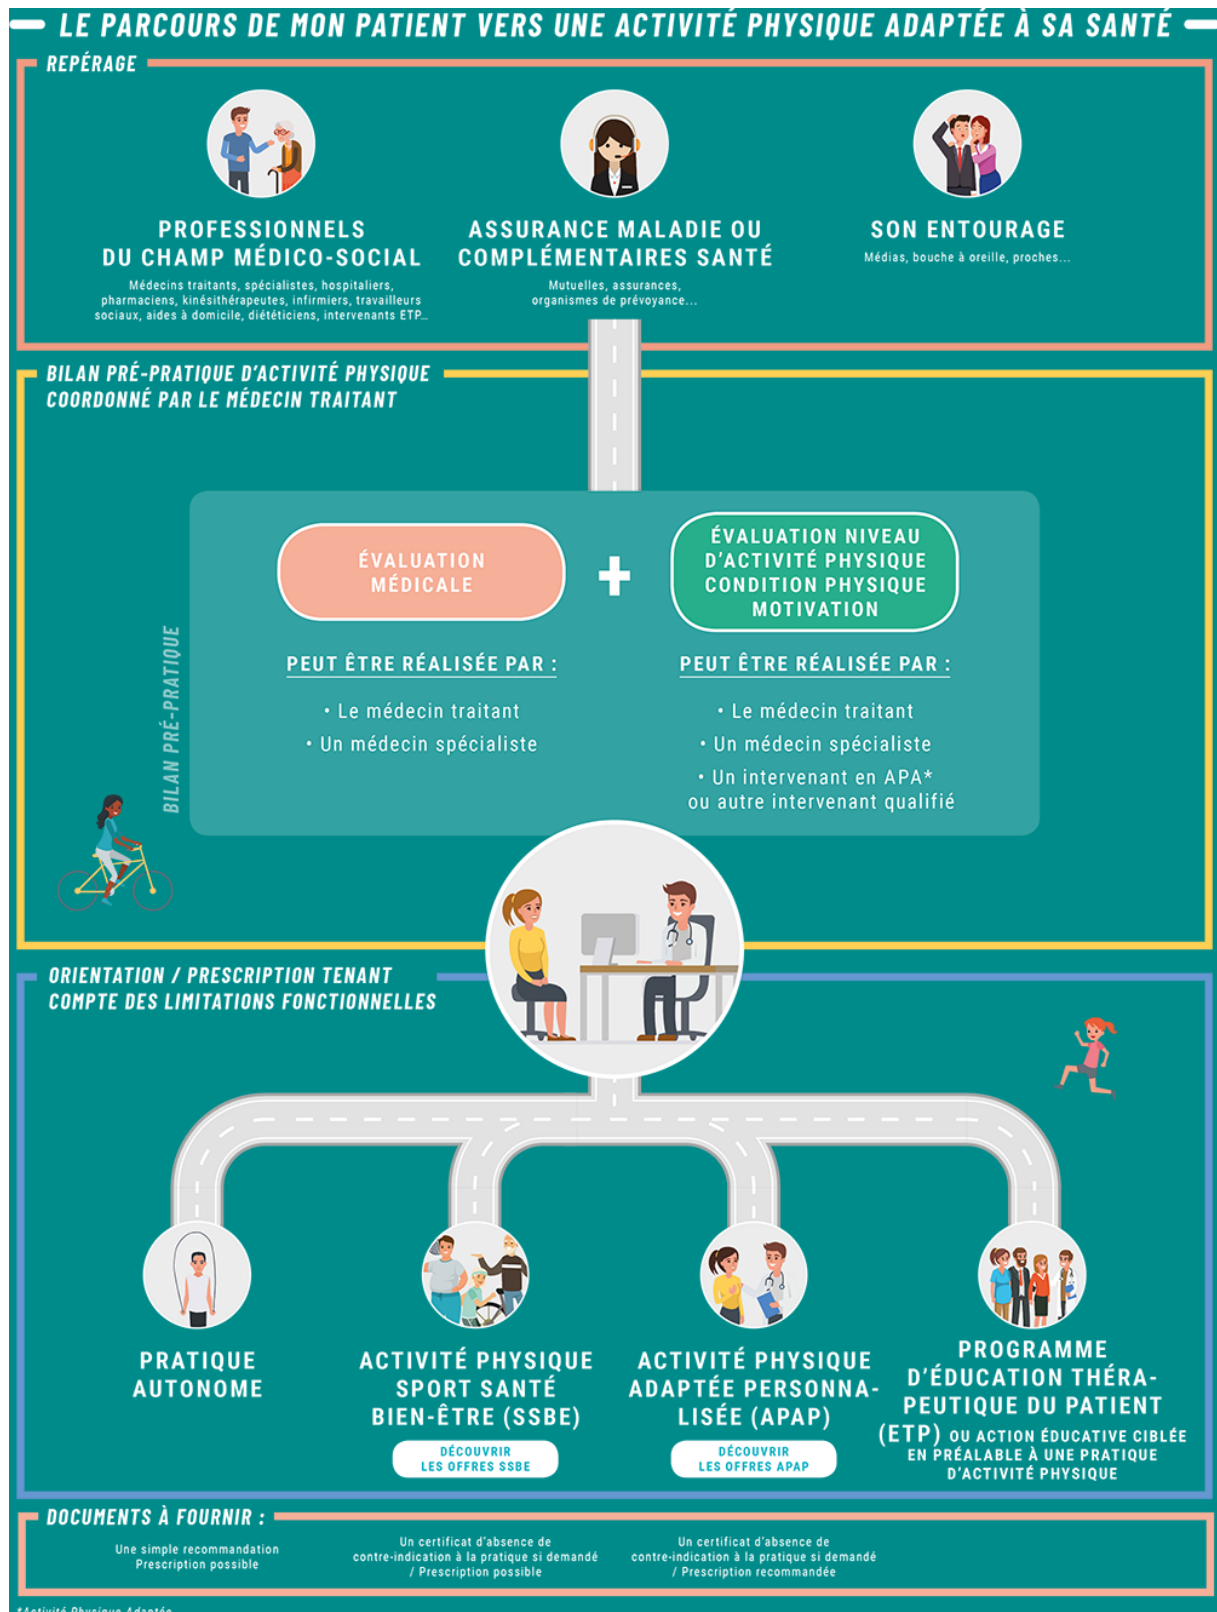 LE PARCOURS DE MON PATIENT VERS UNE ACTIVITÉ PHYSIQUE ADAPTÉE À SA SANTÉ
REPÉRAGE
PROFESSIONNELS
DU CHAMP MÉDICO-SOCIAL
Médecins traitants, spécialistes, hospitaliers,
pharmaciens, kinésithérapeutes, infirmiers, travailleurs
sociaux, aides à domicile, diététiciens, intervenants ETP...
ASSURANCE MALADIE OU
COMPLÉMENTAIRES SANTÉ
Mutuelles, assurances,
organismes de prévoyance...
SON ENTOURAGE
Médias, bouche à oreille, proches...
BILAN PRÉ-PRATIQUE D'ACTIVITÉ PHYSIQUE
COORDONNÉ PAR LE MÉDECIN TRAITANT
BILAN PRÉ-PRATIQUE
ÉVALUATION
MÉDICALE
PEUT ÊTRE RÉALISÉE PAR :
• Le médecin traitant
• Un médecin spécialiste
+
ÉVALUATION NIVEAU
D'ACTIVITÉ PHYSIQUE
CONDITION PHYSIQUE
MOTIVATION
PEUT ÊTRE RÉALISÉE PAR :
• Le médecin traitant
• Un médecin spécialiste
• Un intervenant en APA*
ou autre intervenant qualifié
ORIENTATION / PRESCRIPTION TENANT
COMPTE DES LIMITATIONS FONCTIONNELLES
PRATIQUE
AUTONOME
ACTIVITÉ PHYSIQUE
SPORT SANTÉ
BIEN-ÊTRE (SSBE)
DÉCOUVRIR
LES OFFRES SSBE
ACTIVITÉ PHYSIQUE
ADAPTÉE PERSONNA-
LISÉE (APAP)
DÉCOUVRIR
LES OFFRES APAP
PROGRAMME
D'ÉDUCATION THÉRA-
PEUTIQUE DU PATIENT
(ETP) OU ACTION ÉDUCATIVE CIBLÉE
EN PRÉALABLE À UNE PRATIQUE
D'ACTIVITÉ PHYSIQUE
DOCUMENTS À FOURNIR :
Une simple recommandation
Prescription possible
Un certificat d'absence de
contre-indication à la pratique si demandé
/ Prescription possible
Un certificat d'absence de
contre-indication à la pratique si demandé
/ Prescription recommandée
*Activité Physique Adaptée